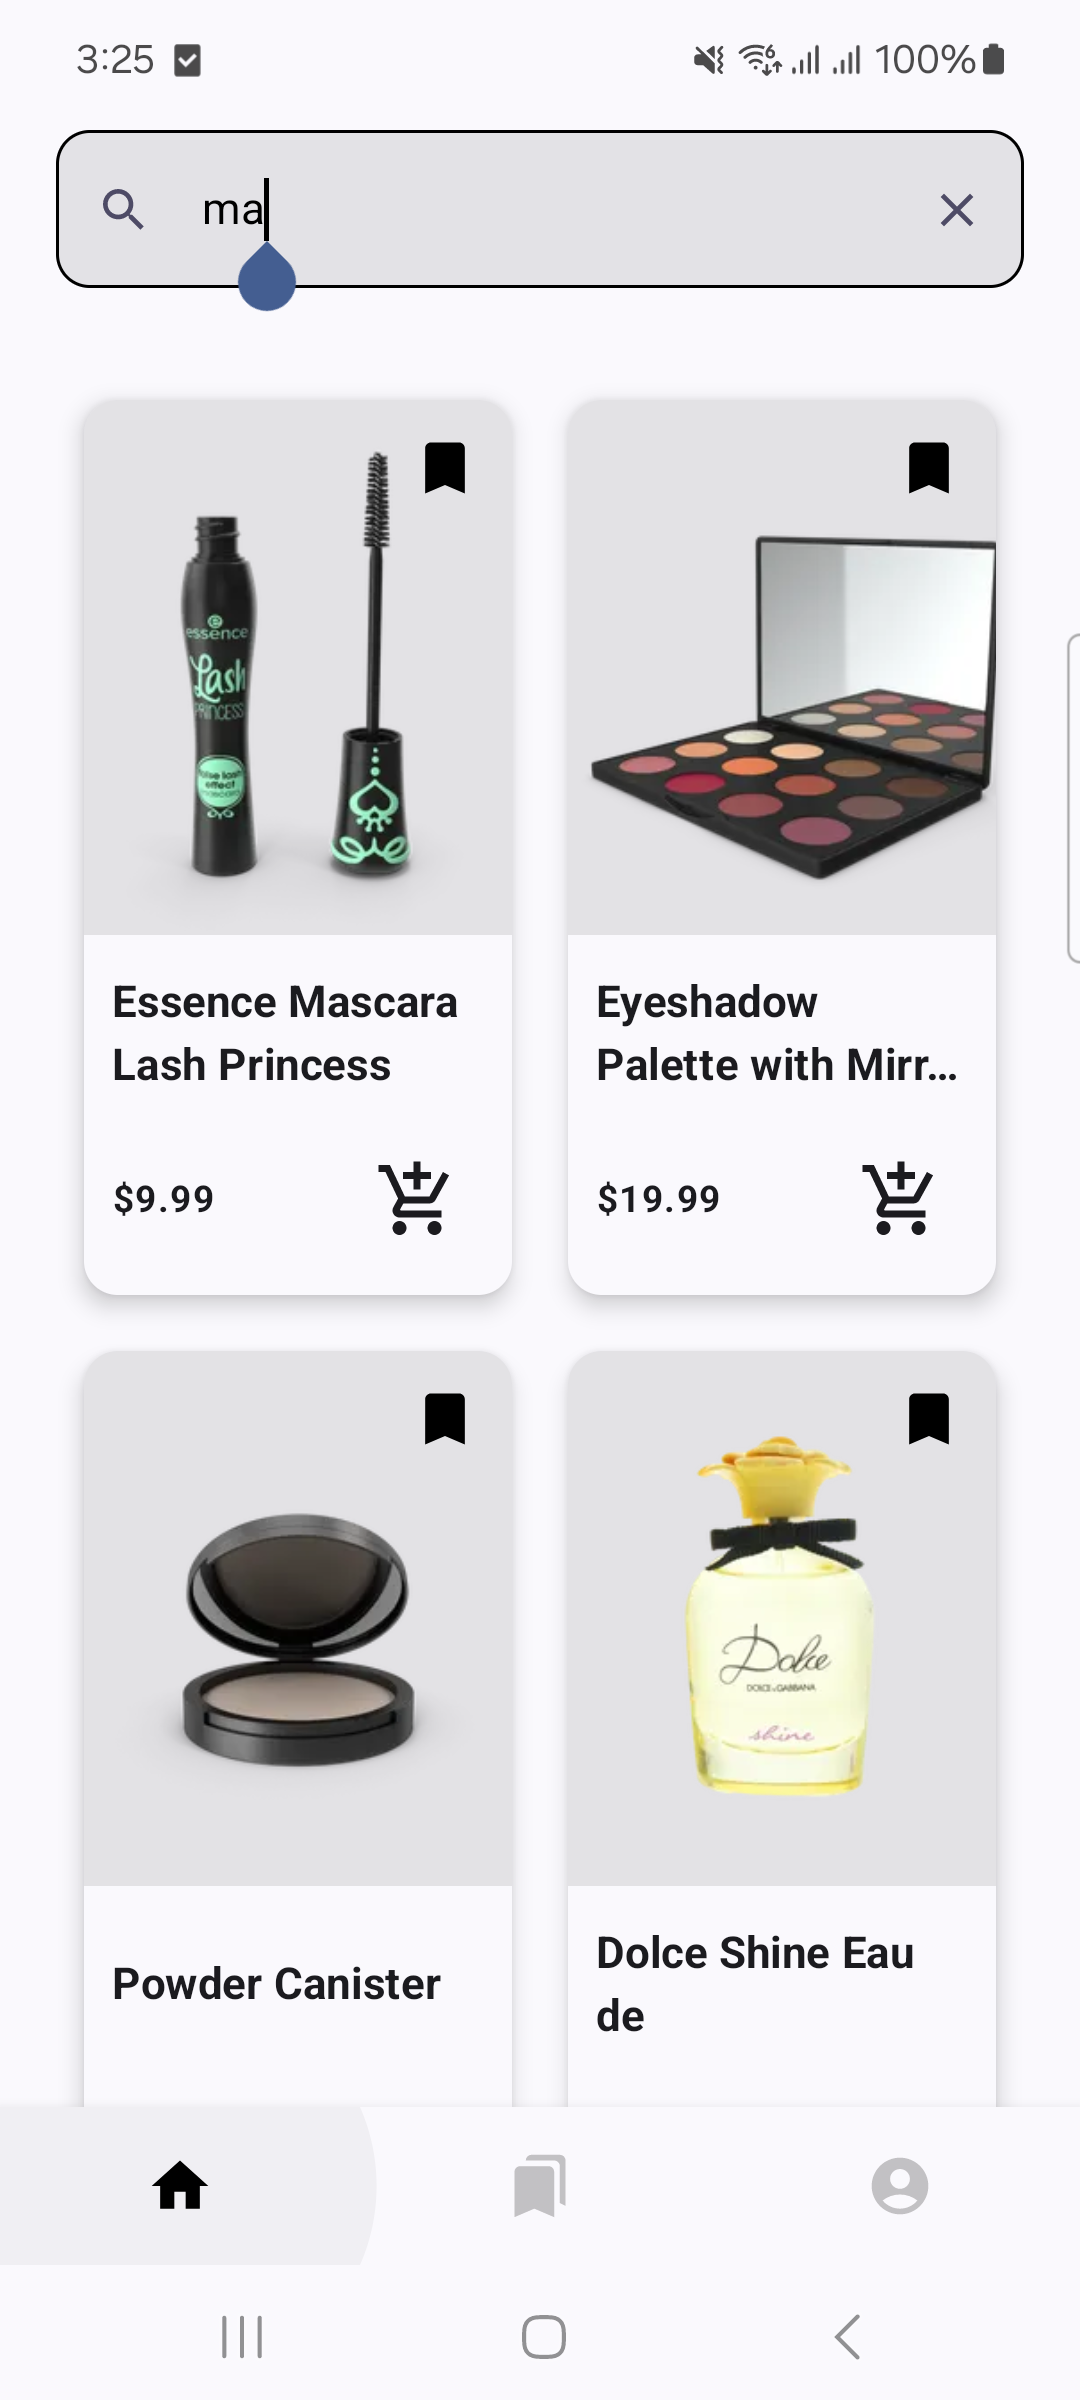 3:25
6
100%
ma
essence
Lash
PRINCESS
false lash
effect
mascara
Essence Mascara
Lash Princess
$9.99
Eyeshadow
Palette with Mirr...
$19.99
Dolce
DOLCE & GABBANA
shine
Powder Canister
Dolce Shine Eau
de